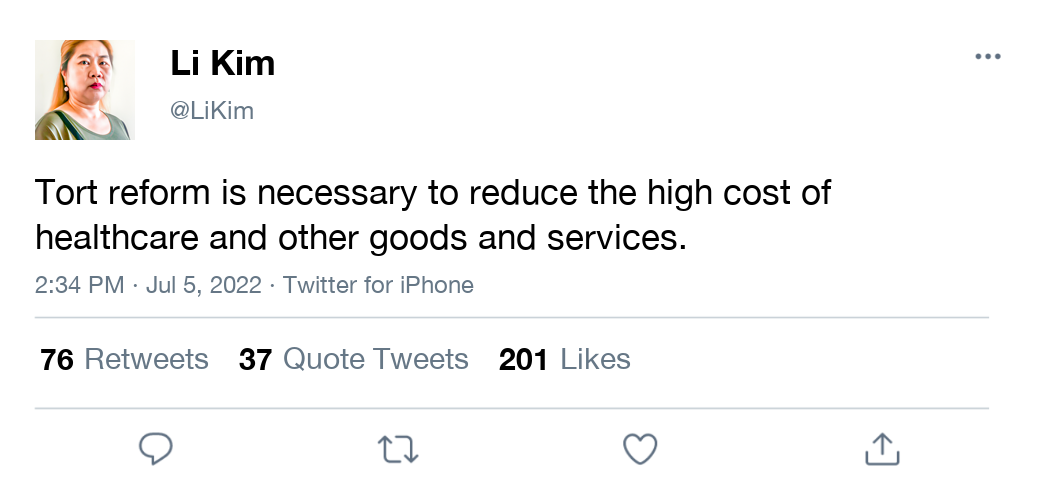 Li Kim
@LiKim
Tort reform is necessary to reduce the high cost of
healthcare and other goods and services.
2:34 PM · Jul 5, 2022 · Twitter for iPhone
76 Retweets 37 Quote Tweets 201 Likes